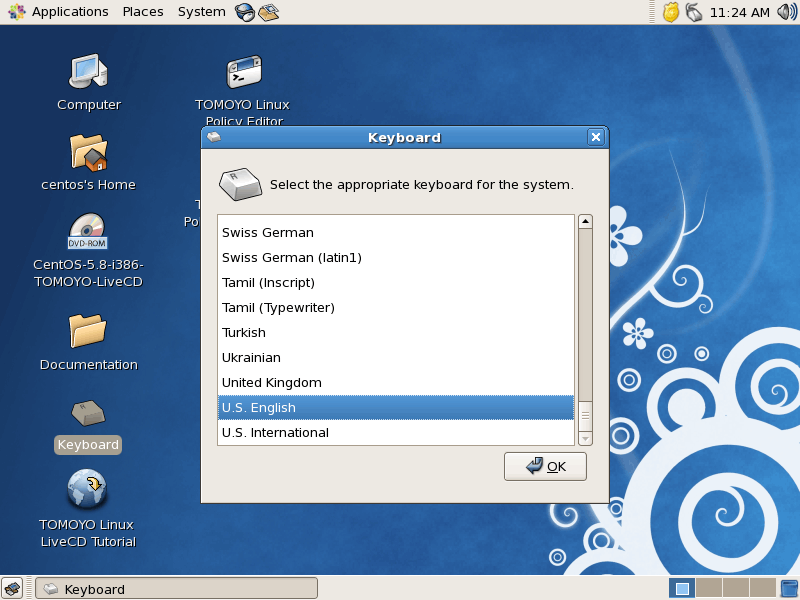 Applications Places System
11:24 AM
Computer
TOMOYO Linux
Policy Editor
centos's Home
DVD-ROM
CentOS-5.8-i386-
TOMOYO-LiveCD
Documentation
Keyboard
TOMOYO Linux
LiveCD Tutorial
Keyboard
R
Select the appropriate keyboard for the system.
Swiss German
Swiss German (latin1)
Tamil (Inscript)
Tamil (Typewriter)
Turkish
Ukrainian
United Kingdom
U.S. English
U.S. International
OK
Keyboard